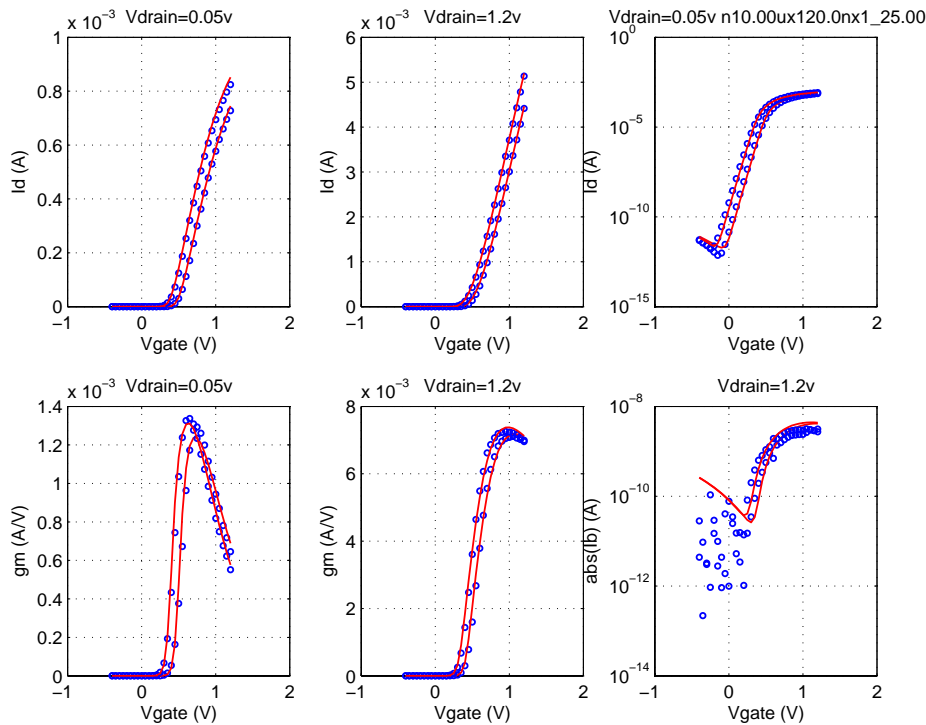 x 10⁻³ Vdrain=0.05v
x 10⁻³ Vdrain=1.2v
Vdrain=0.05v n10.00ux120.0nx1_25.00
1
0.8
0.6
0.4
0.2
0
Id (A)
−1 0 1 2
Vgate (V)
6
5
4
3
2
1
0
Id (A)
−1 0 1 2
Vgate (V)
10⁰
10⁻⁵
10⁻¹⁰
10⁻¹⁵
Id (A)
−1 0 1 2
Vgate (V)
x 10⁻³ Vdrain=0.05v
x 10⁻³ Vdrain=1.2v
Vdrain=1.2v
1.4
1.2
1
0.8
0.6
0.4
0.2
0
gm (A/V)
−1 0 1 2
Vgate (V)
8
6
4
2
0
gm (A/V)
−1 0 1 2
Vgate (V)
10⁻⁸
10⁻¹⁰
10⁻¹²
10⁻¹⁴
abs(Ib) (A)
−1 0 1 2
Vgate (V)